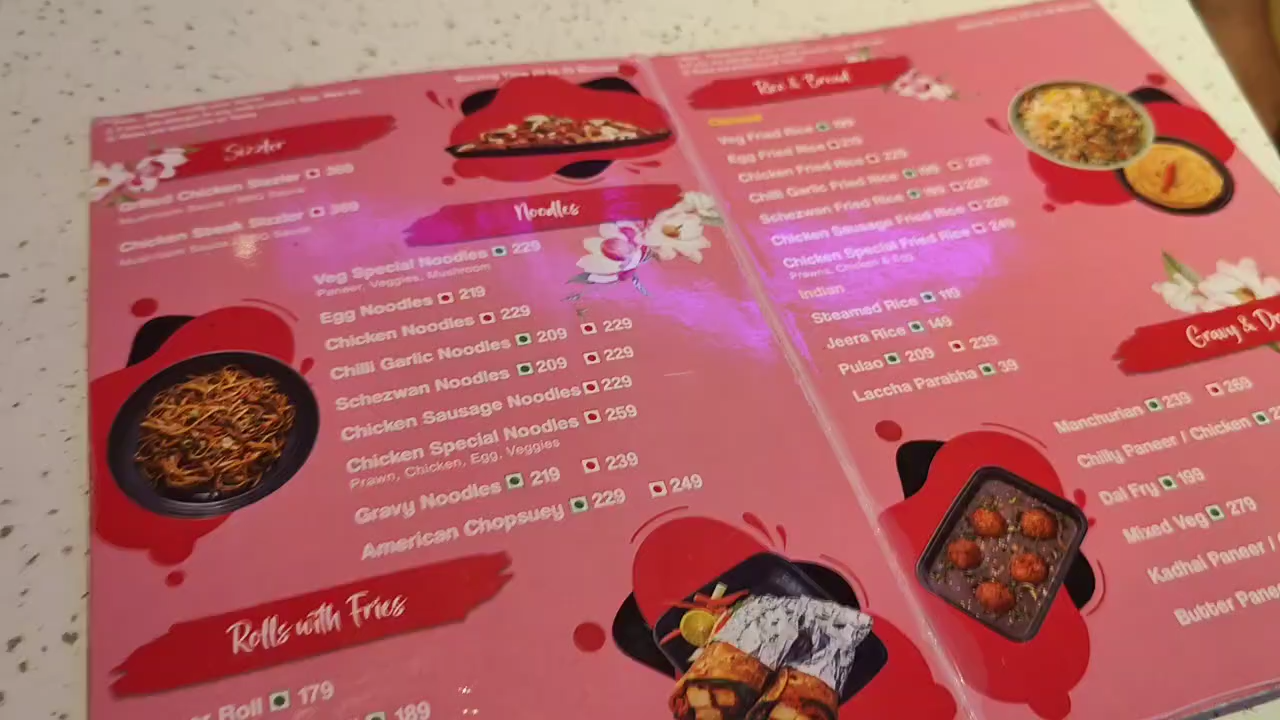 Sizzler
Grilled Chicken Sizzler 369
Chicken Steak Sizzler 369
Noodles
Veg Special Noodles 229
Paneer, Veggies, Mushroom
Egg Noodles 219
Chicken Noodles 229
Chilli Garlic Noodles 209 229
Schezwan Noodles 209 229
Chicken Sausage Noodles 229
Chicken Special Noodles 259
Prawn, Chicken, Egg, Veggies
Gravy Noodles 219 239
American Chopsuey 229 249
Rolls with Fries
Roll 179
189
Rice & Bread
Veg Fried Rice 199
Egg Fried Rice 215
Chicken Fried Rice 225
Chilli Garlic Fried Rice 199 229
Schezwan Fried Rice 199 229
Chicken Sausage Fried Rice 229
Chicken Special Fried Rice 249
Prawns, Chicken & Egg
Indian
Steamed Rice 119
Jeera Rice 149
Pulao 209 239
Laccha Paratha 39
Gravy &
Manchurian 239 269
Chilly Paneer / Chicken
Dal Fry 199
Mixed Veg 279
Kadhai Paneer /
Butter